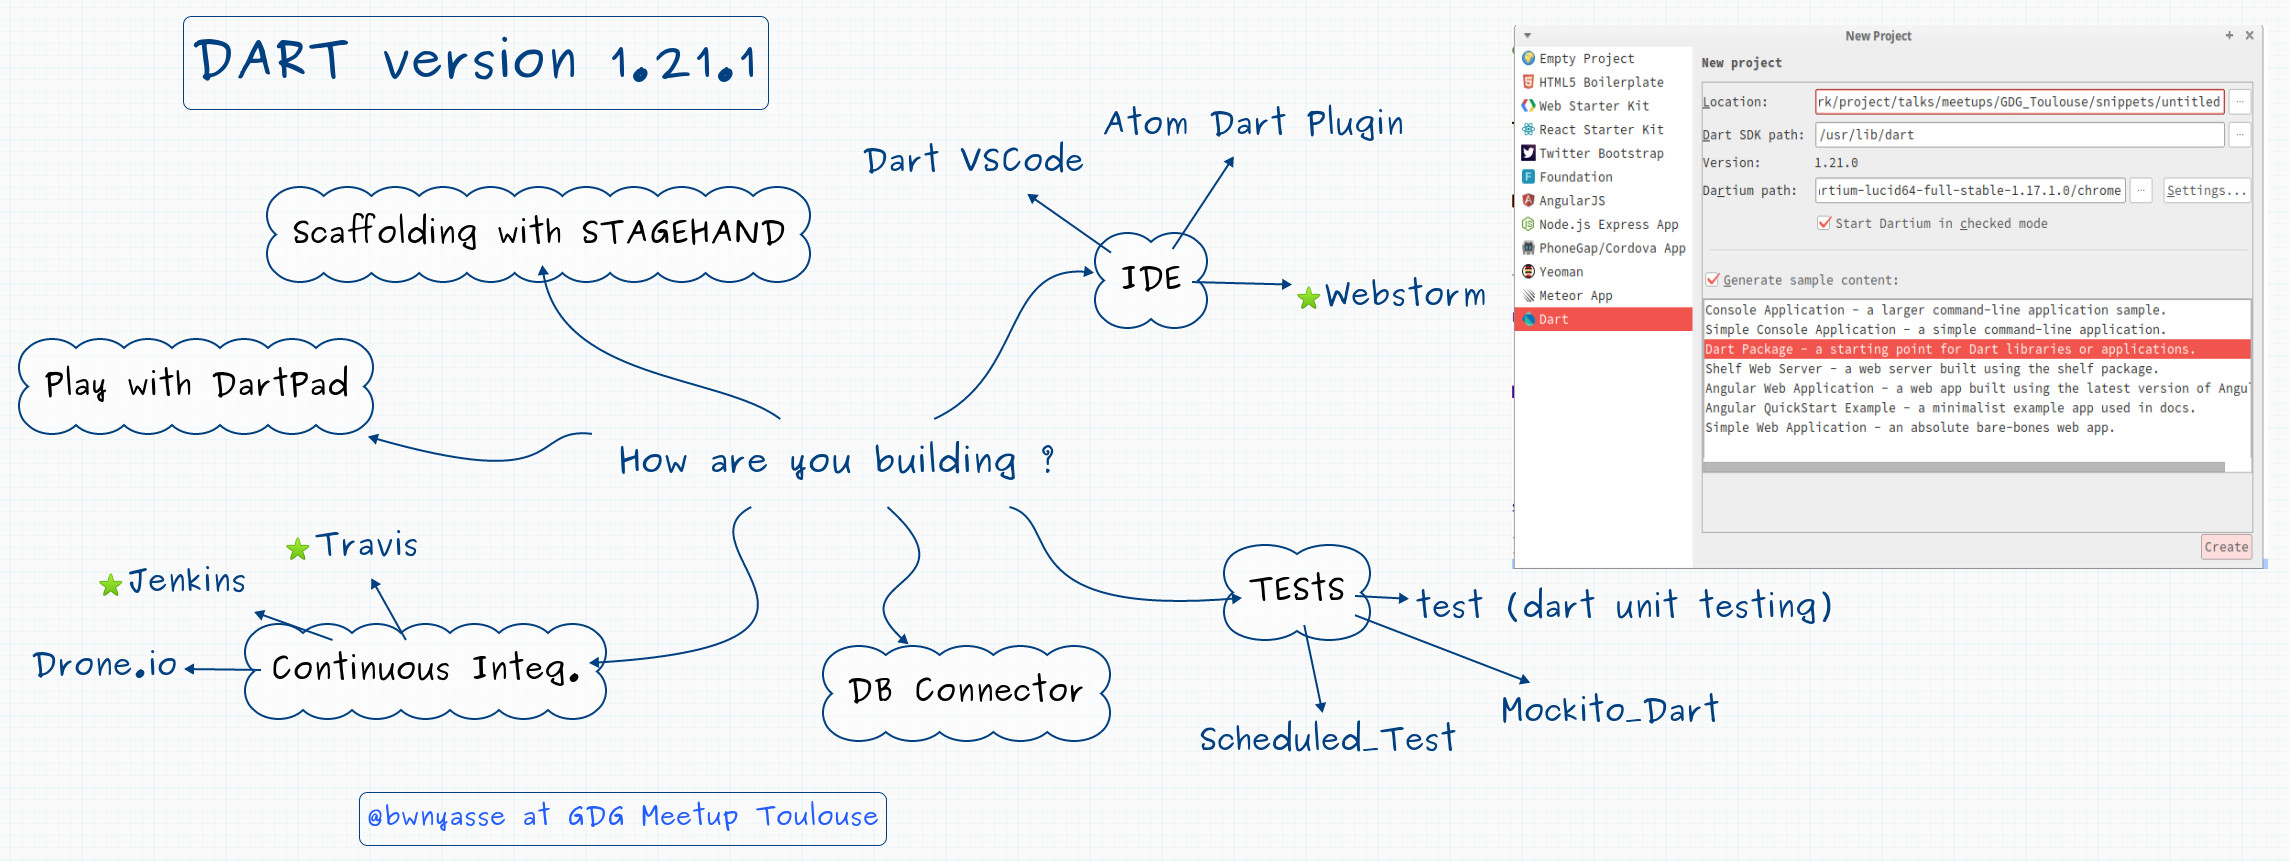 DART version 1.21.1
Atom Dart Plugin
Dart VSCode
Scaffolding with STAGEHAND
IDE
Webstorm
Play with DartPad
How are you building ?
Travis
Jenkins
Drone.io
Continuous Integ.
DB Connector
TESTS
test (dart unit testing)
Mockito_Dart
Scheduled_Test
@bwnyasse at GDG Meetup Toulouse
New Project
Empty Project
HTML5 Boilerplate
Web Starter Kit
React Starter Kit
Twitter Bootstrap
Foundation
AngularJS
Node.js Express App
PhoneGap/Cordova App
Yeoman
Meteor App
Dart
New project
Location: rk/project/talks/meetups/GDG_Toulouse/snippets/untitled ...
Dart SDK path: /usr/lib/dart ...
Version: 1.21.0
Dartium path: rtium-lucid64-full-stable-1.17.1.0/chrome ... Settings...
Start Dartium in checked mode
Generate sample content:
Console Application – a larger command-line application sample.
Simple Console Application – a simple command-line application.
Dart Package – a starting point for Dart libraries or applications.
Shelf Web Server – a web server built using the shelf package.
Angular Web Application – a web app built using the latest version of Angu
Angular QuickStart Example – a minimalist example app used in docs.
Simple Web Application – an absolute bare-bones web app.
Create